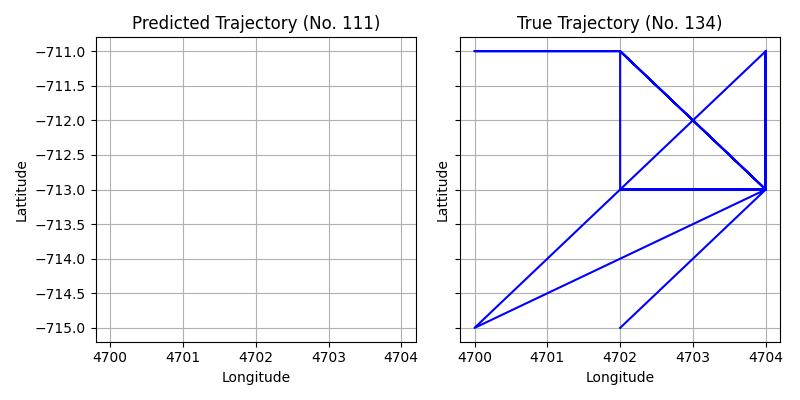 Predicted Trajectory (No. 111)
−711.0
−711.5
−712.0
−712.5
−713.0
−713.5
−714.0
−714.5
−715.0
Lattitude
4700 4701 4702 4703 4704
Longitude
True Trajectory (No. 134)
Lattitude
4700 4701 4702 4703 4704
Longitude